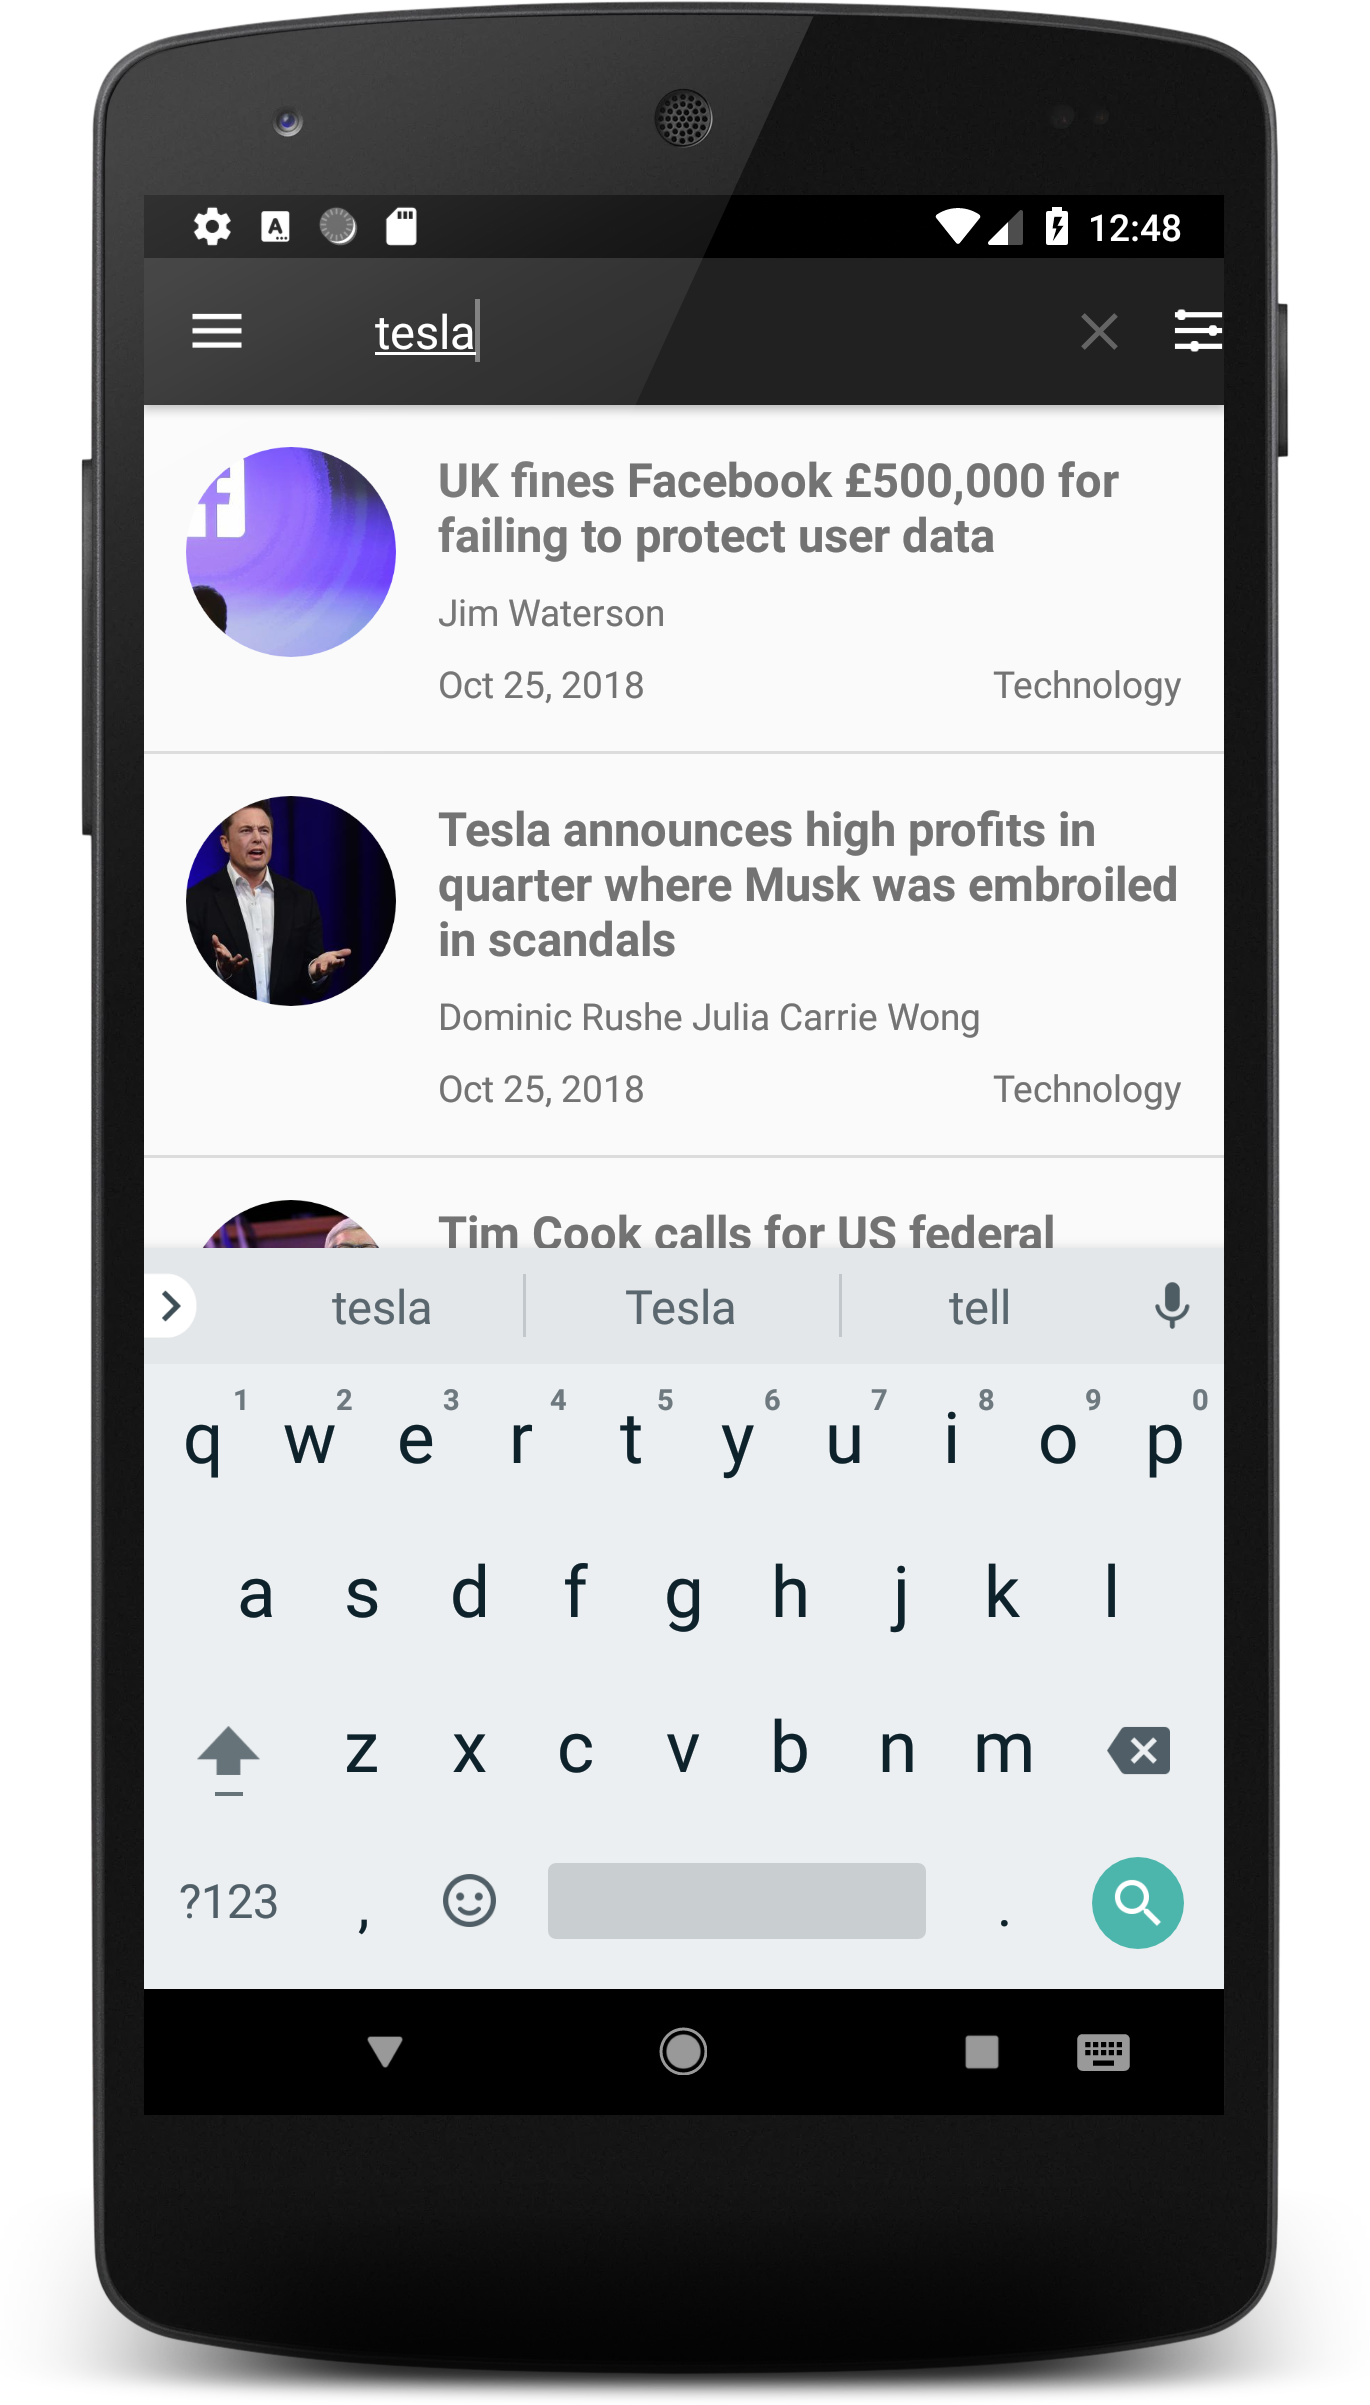 12:48
tesla
UK fines Facebook £500,000 for
failing to protect user data
Jim Waterson
Oct 25, 2018 Technology
Tesla announces high profits in
quarter where Musk was embroiled
in scandals
Dominic Rushe Julia Carrie Wong
Oct 25, 2018 Technology
Tim Cook calls for US federal
tesla Tesla tell
1 2 3 4 5 6 7 8 9 0
q w e r t y u i o p
a s d f g h j k l
z x c v b n m
?123 , .